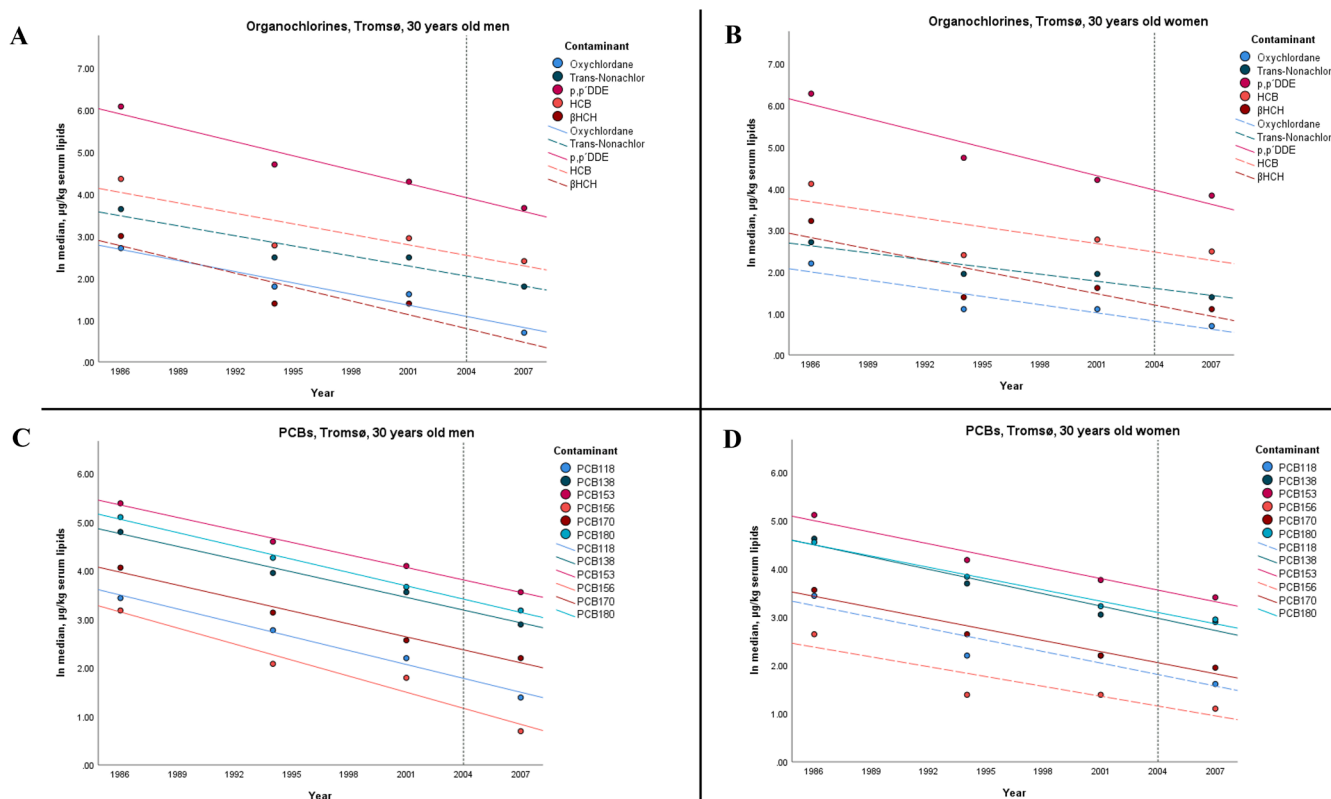 A
Organochlorines, Tromsø, 30 years old men
Contaminant
Oxychlordane
Trans-Nonachlor
p,p´DDE
HCB
βHCH
Oxychlordane
Trans-Nonachlor
p,p´DDE
HCB
βHCH
ln median, µg/kg serum lipids
7.00
6.00
5.00
4.00
3.00
2.00
1.00
.00
1986 1989 1992 1995 1998 2001 2004 2007
Year
B
Organochlorines, Tromsø, 30 years old women
Contaminant
Oxychlordane
Trans-Nonachlor
p,p´DDE
HCB
βHCH
Oxychlordane
Trans-Nonachlor
p,p´DDE
HCB
βHCH
ln median, µg/kg serum lipids
7.00
6.00
5.00
4.00
3.00
2.00
1.00
.00
1986 1989 1992 1995 1998 2001 2004 2007
Year
C
PCBs, Tromsø, 30 years old men
Contaminant
PCB118
PCB138
PCB153
PCB156
PCB170
PCB180
PCB118
PCB138
PCB153
PCB156
PCB170
PCB180
ln median, µg/kg serum lipids
6.00
5.00
4.00
3.00
2.00
1.00
.00
1986 1989 1992 1995 1998 2001 2004 2007
Year
D
PCBs, Tromsø, 30 years old women
Contaminant
PCB118
PCB138
PCB153
PCB156
PCB170
PCB180
PCB118
PCB138
PCB153
PCB156
PCB170
PCB180
ln median, µg/kg serum lipids
6.00
5.00
4.00
3.00
2.00
1.00
.00
1986 1989 1992 1995 1998 2001 2004 2007
Year